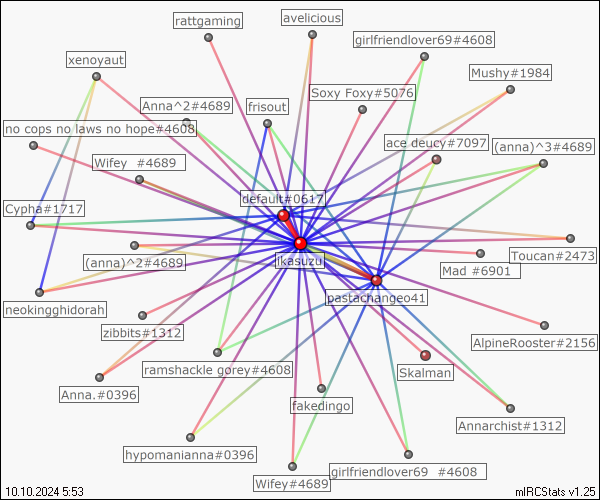 rattgaming
avelicious
girlfriendlover69#4608
xenoyaut
Mushy#1984
Soxy Foxy#5076
Anna^2#4689
frisout
no cops no laws no hope#4608
ace deucy#7097
(anna)^3#4689
Wifey #4689
default#0617
Cypha#1717
(anna)^2#4689
Toucan#2473
Mad #6901
neokingghidorah
pastachangeo41
zibbits#1312
AlpineRooster#2156
ramshackle gorey#4608
Skalman
Anna.#0396
fakedingo
Annarchist#1312
hypomanianna#0396
Wifey#4689
girlfriendlover69 #4608
10.10.2024 5:53
mIRCStats v1.25